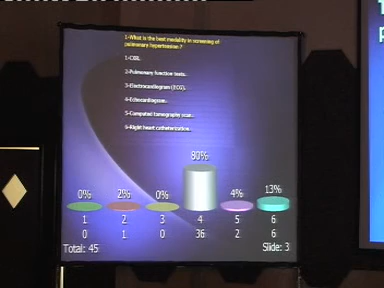 1-What is the best modality in screening of
pulmonary hypertension ?
1-CXR.
2-Pulmonary function tests.
3-Electrocardiogram (ECG).
4-Echocardiogram.
5-Computed tomography scan.
6-Right heart catheterization.
0% 2% 0% 80% 4% 13%
1 2 3 4 5 6
0 1 0 36 2 6
Total: 45 Slide: 3